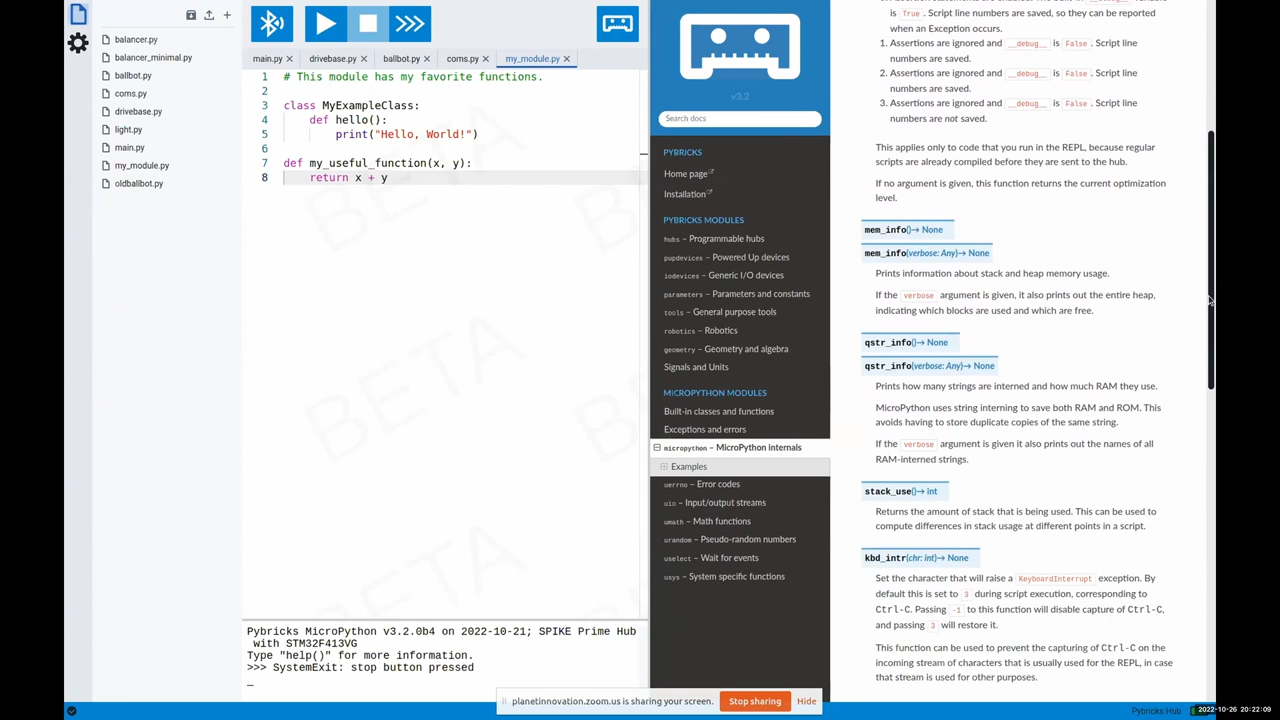 balancer.py
balancer_minimal.py
ballbot.py
coms.py
drivebase.py
light.py
main.py
my_module.py
oldballbot.py
main.py
drivebase.py
ballbot.py
coms.py
my_module.py
1 # This module has my favorite functions.
2
3 class MyExampleClass:
4 def hello():
5 print("Hello, World!")
6
7 def my_useful_function(x, y):
8 return x + y
BETA
BETA
BETA
BETA
BETA
BETA
Pybricks MicroPython v3.2.0b4 on 2022-10-21; SPIKE Prime Hub
with STM32F413VG
Type "help()" for more information.
>>> SystemExit: stop button pressed
v3.2
Search docs
PYBRICKS
Home page
Installation
PYBRICKS MODULES
hubs – Programmable hubs
pupdevices – Powered Up devices
iodevices – Generic I/O devices
parameters – Parameters and constants
tools – General purpose tools
robotics – Robotics
geometry – Geometry and algebra
Signals and Units
MICROPYTHON MODULES
Built-in classes and functions
Exceptions and errors
micropython – MicroPython internals
Examples
uerrno – Error codes
uio – Input/output streams
umath – Math functions
urandom – Pseudo-random numbers
uselect – Wait for events
usys – System specific functions
is True. Script line numbers are saved, so they can be reported
when an Exception occurs.
1. Assertions are ignored and __debug__ is False. Script line
numbers are saved.
2. Assertions are ignored and __debug__ is False. Script line
numbers are saved.
3. Assertions are ignored and __debug__ is False. Script line
numbers are not saved.
This applies only to code that you run in the REPL, because regular
scripts are already compiled before they are sent to the hub.
If no argument is given, this function returns the current optimization
level.
mem_info()→ None
mem_info(verbose: Any)→ None
Prints information about stack and heap memory usage.
If the verbose argument is given, it also prints out the entire heap,
indicating which blocks are used and which are free.
qstr_info()→ None
qstr_info(verbose: Any)→ None
Prints how many strings are interned and how much RAM they use.
MicroPython uses string interning to save both RAM and ROM. This
avoids having to store duplicate copies of the same string.
If the verbose argument is given it also prints out the names of all
RAM-interned strings.
stack_use()→ int
Returns the amount of stack that is being used. This can be used to
compute differences in stack usage at different points in a script.
kbd_intr(chr: int)→ None
Set the character that will raise a KeyboardInterrupt exception. By
default this is set to 3 during script execution, corresponding to
Ctrl-C. Passing -1 to this function will disable capture of Ctrl-C,
and passing 3 will restore it.
This function can be used to prevent the capturing of Ctrl-C on the
incoming stream of characters that is usually used for the REPL, in case
that stream is used for other purposes.
planetinnovation.zoom.us is sharing your screen.
Stop sharing
Hide
Pybricks Hub
2022-10-26 20:22:09